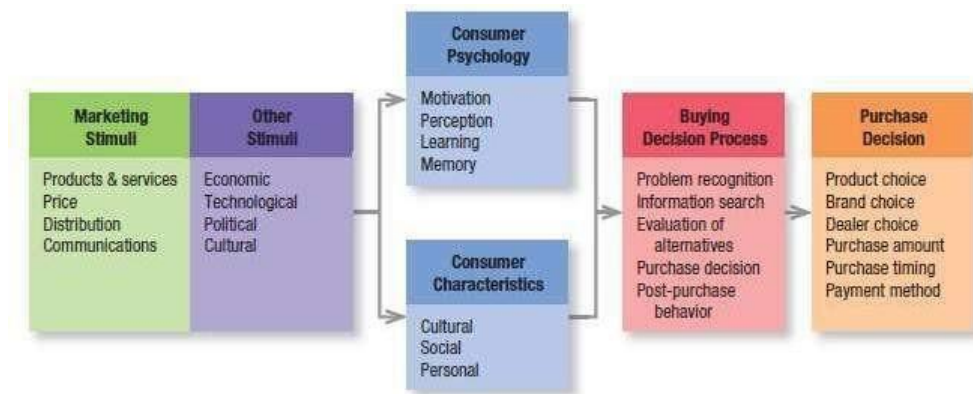 Marketing
Stimuli
Products & services
Price
Distribution
Communications
Other
Stimuli
Economic
Technological
Political
Cultural
Consumer
Psychology
Motivation
Perception
Learning
Memory
Consumer
Characteristics
Cultural
Social
Personal
Buying
Decision Process
Problem recognition
Information search
Evaluation of
alternatives
Purchase decision
Post-purchase
behavior
Purchase
Decision
Product choice
Brand choice
Dealer choice
Purchase amount
Purchase timing
Payment method